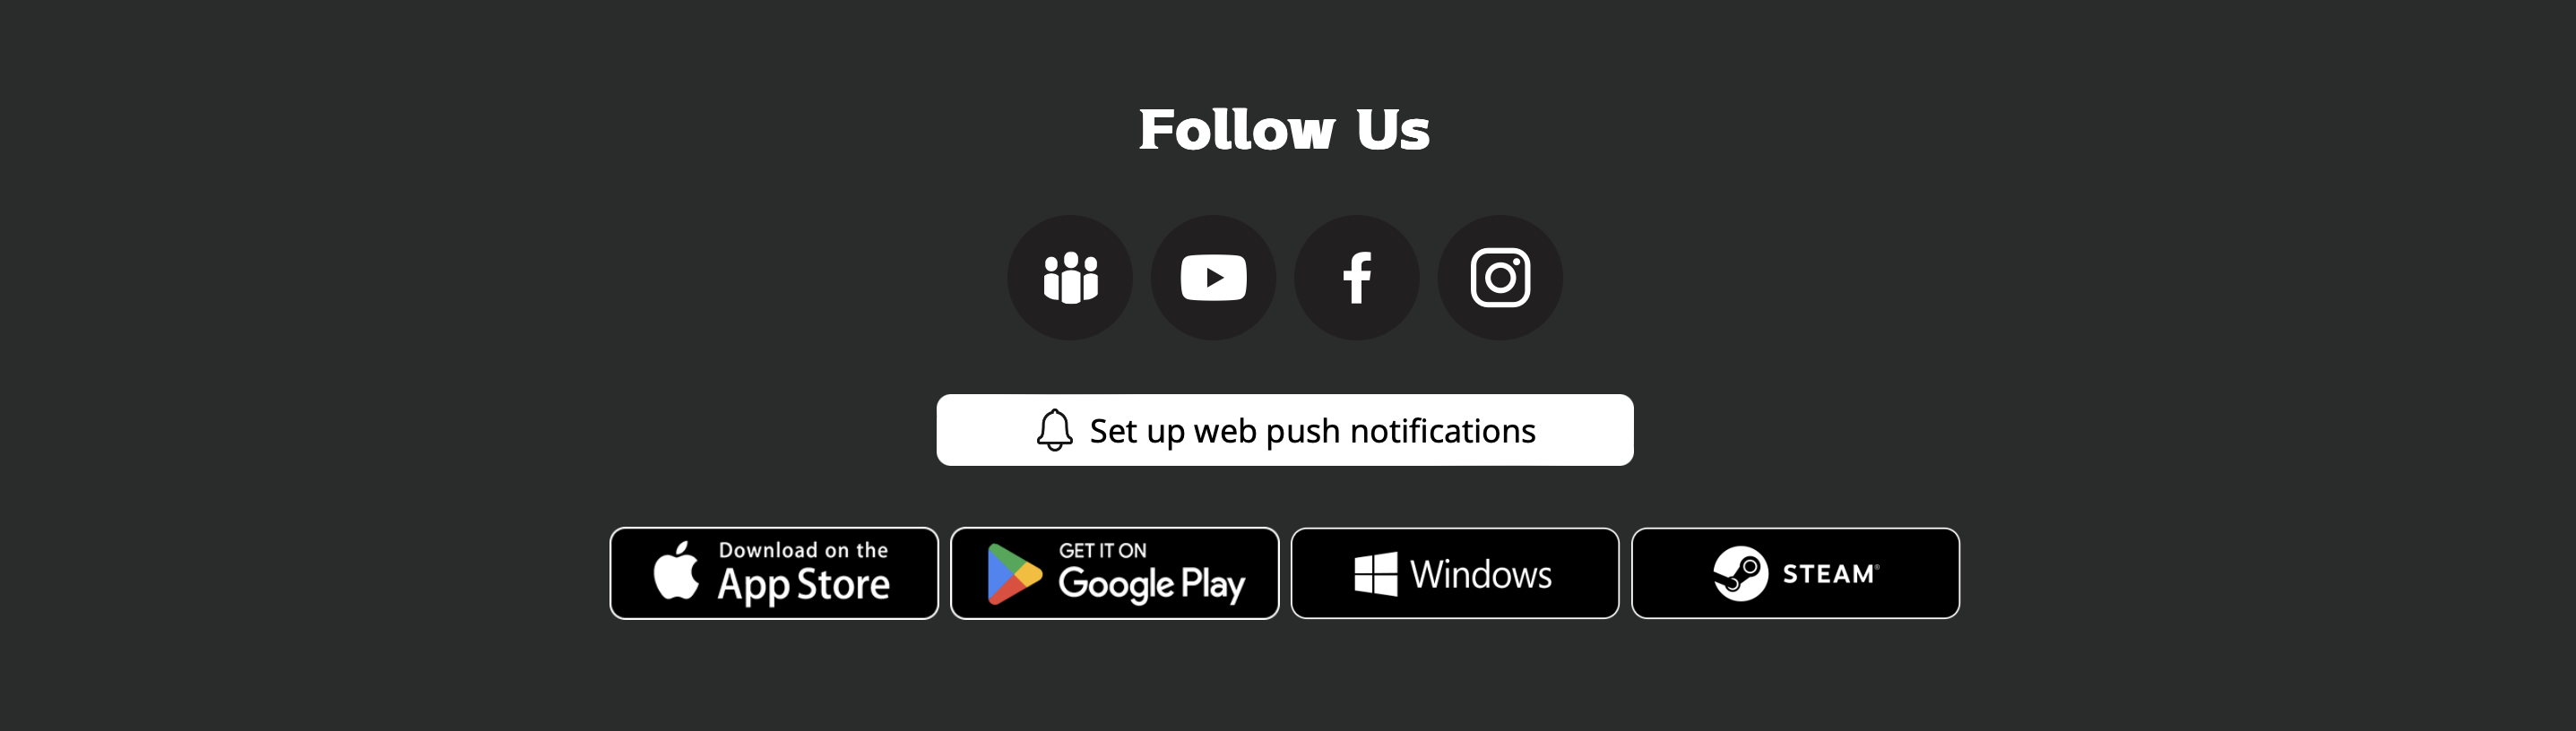 Follow Us
Set up web push notifications
Download on the
App Store
GET IT ON
Google Play
Windows
STEAM®